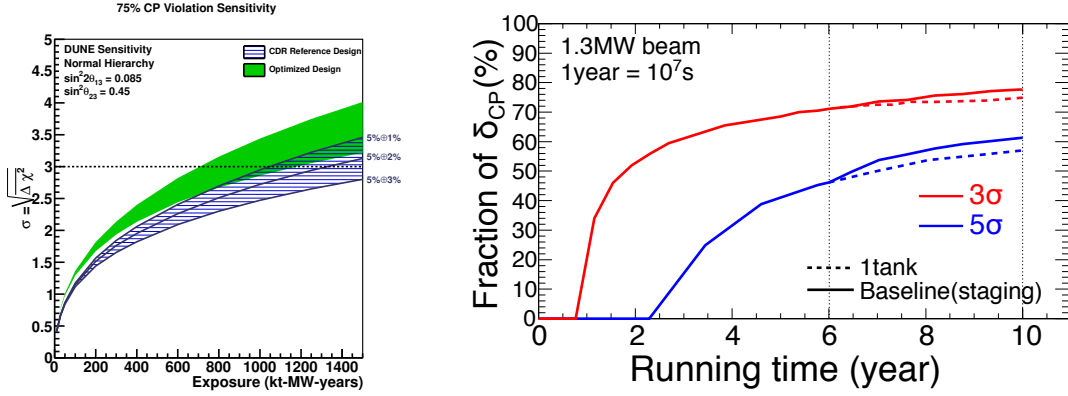 75% CP Violation Sensitivity
DUNE Sensitivity
Normal Hierarchy
sin²2θ₁₃ = 0.085
sin²θ₂₃ = 0.45
CDR Reference Design
Optimized Design
5%⊕1%
5%⊕2%
5%⊕3%
σ = √Δχ²
5
4.5
4
3.5
3
2.5
2
1.5
1
0.5
0
0 200 400 600 800 1000 1200 1400
Exposure (kt-MW-years)
1.3MW beam
1year = 10⁷s
Fraction of δCP(%)
100
90
80
70
60
50
40
30
20
10
0
3σ
5σ
1tank
Baseline(staging)
0 2 4 6 8 10
Running time (year)